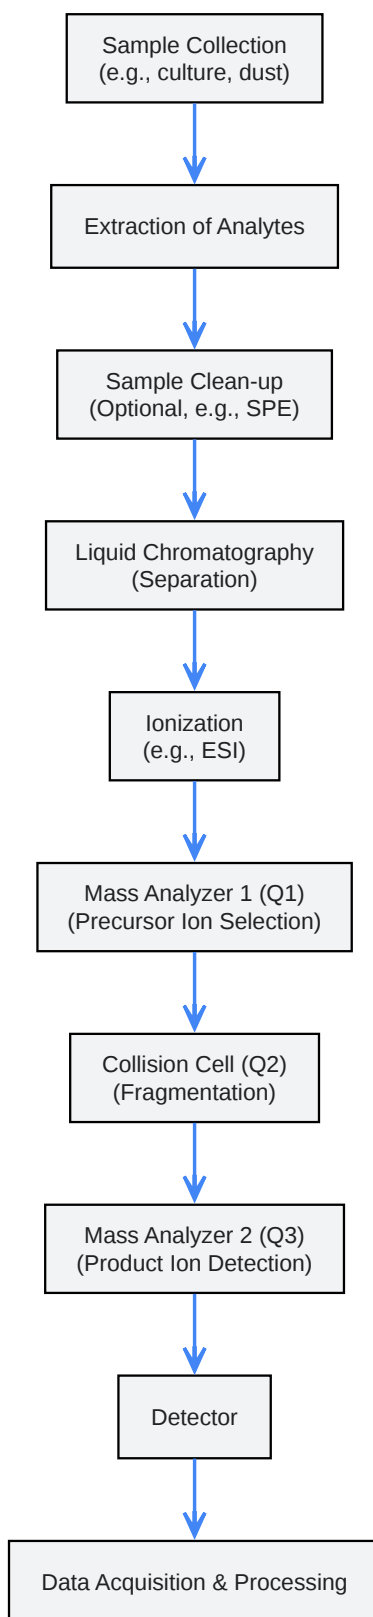 Sample Collection
(e.g., culture, dust)
Extraction of Analytes
Sample Clean-up
(Optional, e.g., SPE)
Liquid Chromatography
(Separation)
Ionization
(e.g., ESI)
Mass Analyzer 1 (Q1)
(Precursor Ion Selection)
Collision Cell (Q2)
(Fragmentation)
Mass Analyzer 2 (Q3)
(Product Ion Detection)
Detector
Data Acquisition & Processing